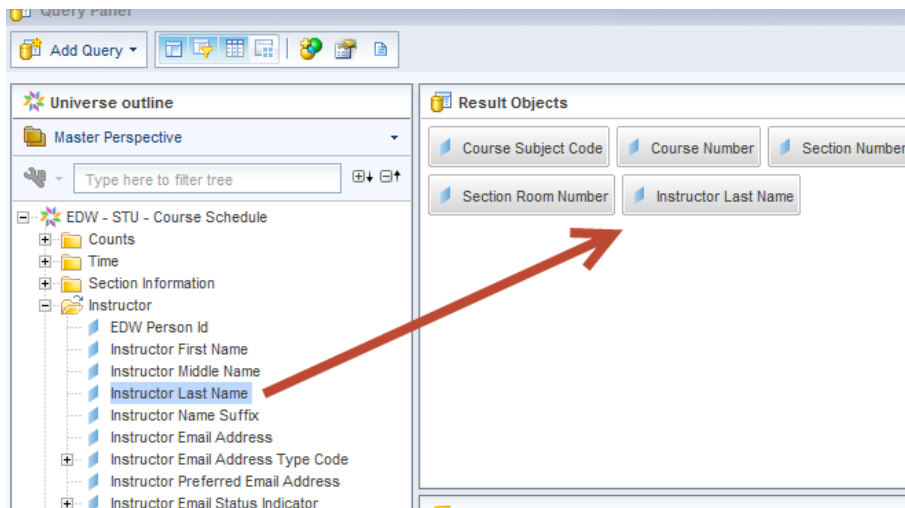 Query Panel
Add Query
Universe outline
Master Perspective
Type here to filter tree
EDW - STU - Course Schedule
Counts
Time
Section Information
Instructor
EDW Person Id
Instructor First Name
Instructor Middle Name
Instructor Last Name
Instructor Name Suffix
Instructor Email Address
Instructor Email Address Type Code
Instructor Preferred Email Address
Instructor Email Status Indicator
Result Objects
Course Subject Code Course Number Section Number
Section Room Number Instructor Last Name